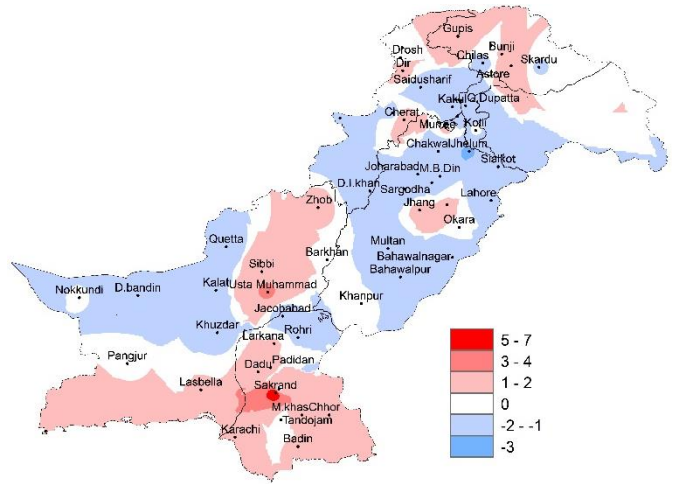 Gupis
Drosh
Bunji
Chilas
Skardu
Dir
Astore
Saidusharif
Kakul
G.Dupatta
Cherat
Murree
Kotli
Chakwal
Jhelum
Joharabad
M.B.Din
Sialkot
D.I.khan
Sargodha
Lahore
Zhob
Jhang
Okara
Quetta
Multan
Barkhan
Bahawalnagar
Sibbi
Bahawalpur
Nokkundi
D.bandin
Kalat
Usta Muhammad
Khanpur
Jacobabad
Khuzdar
Rohri
Larkana
Pangjur
Dadu
Padidan
Lasbella
Sakrand
M.khas
Chhor
Tandojam
Karachi
Badin
5 - 7
3 - 4
1 - 2
0
-2 - -1
-3